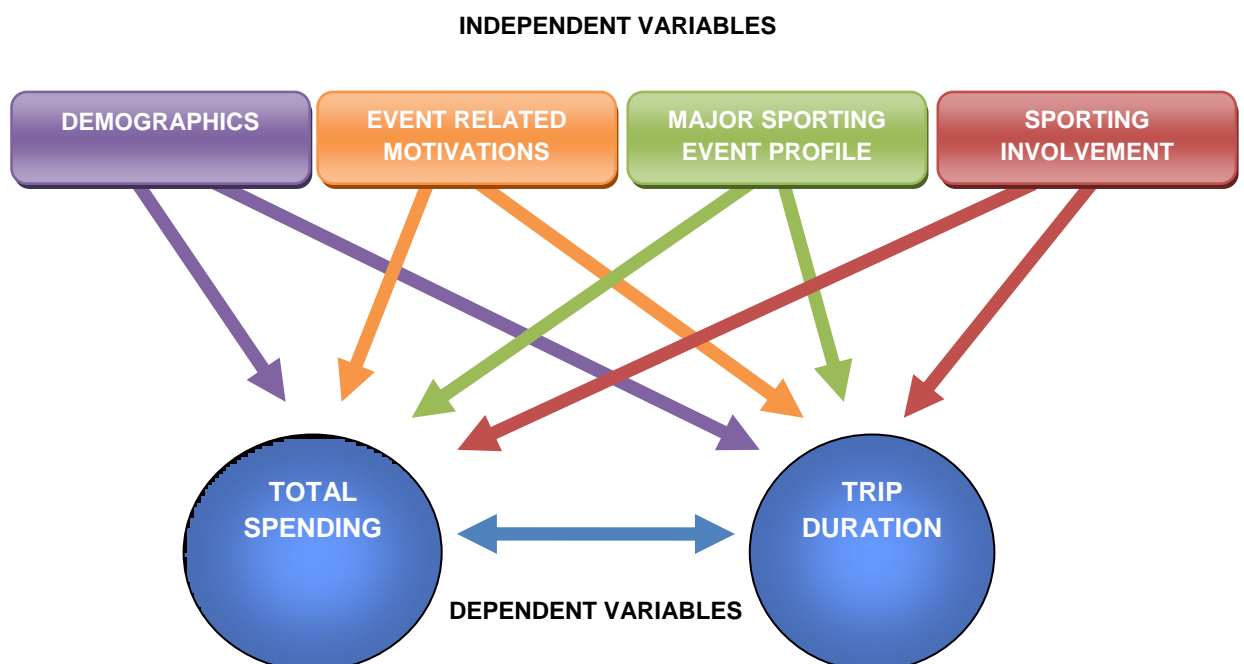 INDEPENDENT VARIABLES
DEMOGRAPHICS
EVENT RELATED
MOTIVATIONS
MAJOR SPORTING
EVENT PROFILE
SPORTING
INVOLVEMENT
TOTAL
SPENDING
TRIP
DURATION
DEPENDENT VARIABLES